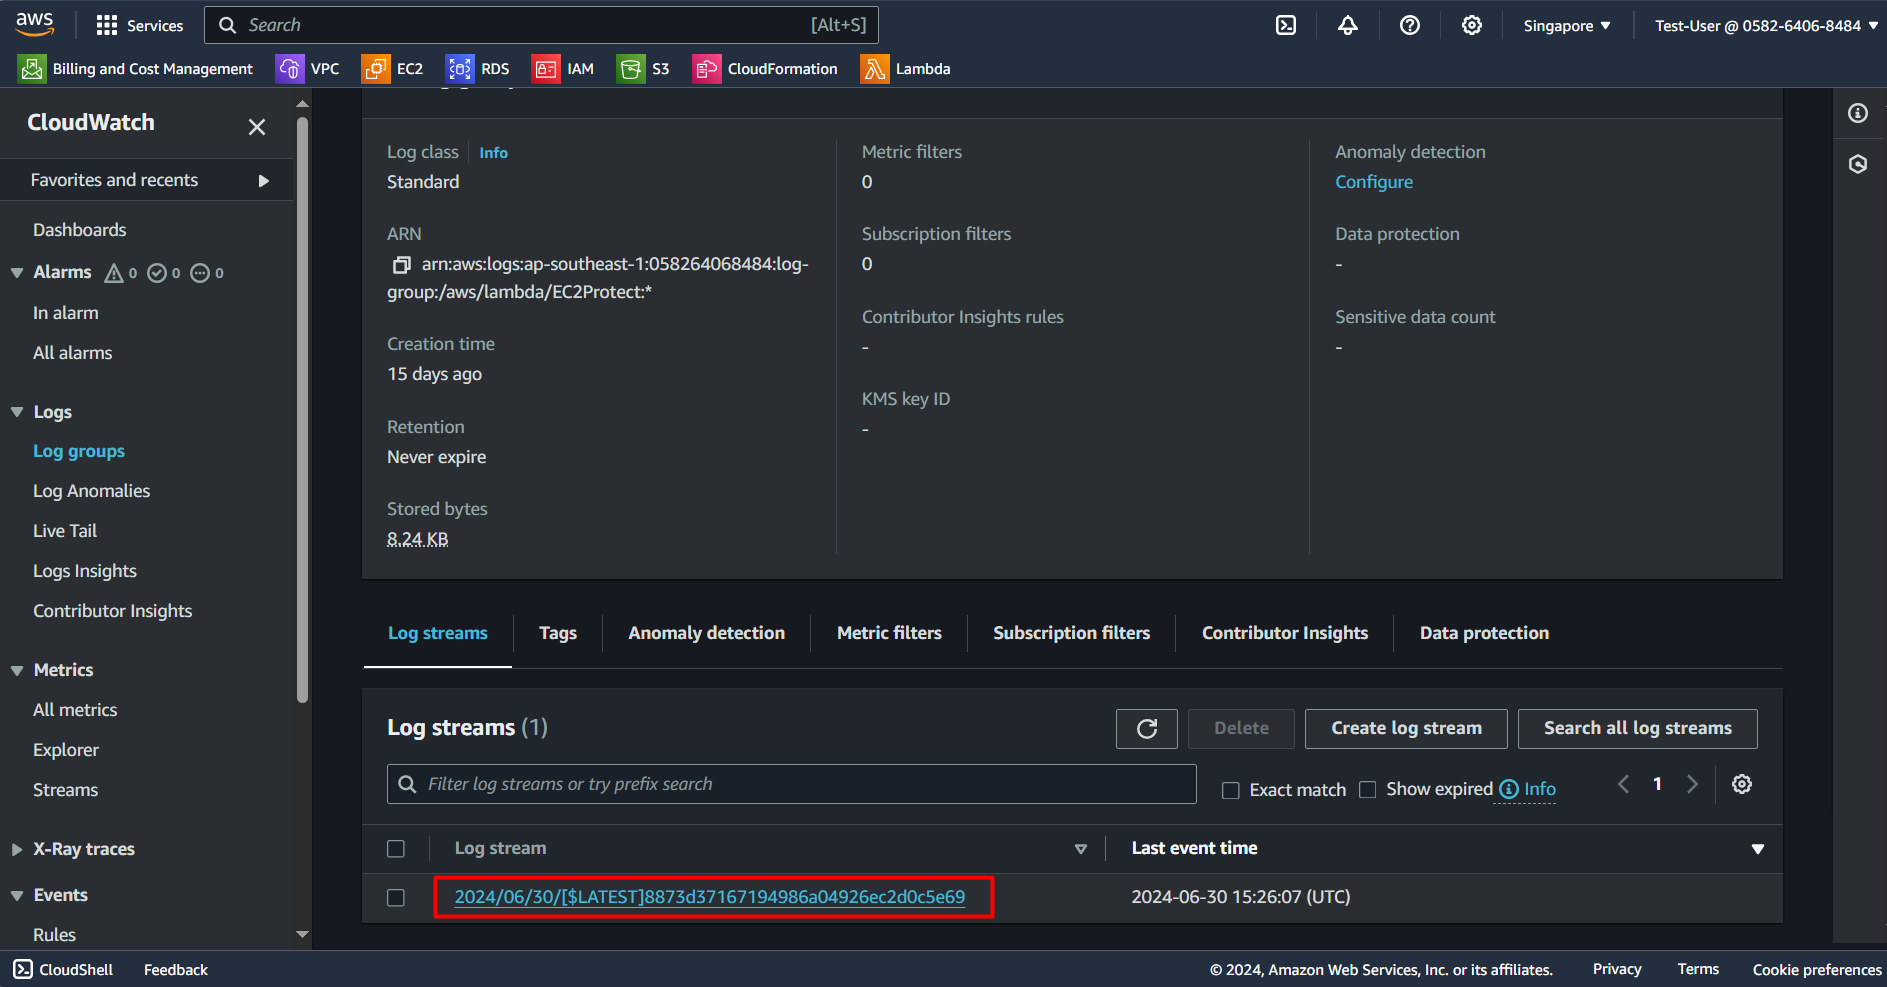 aws
Services
Search
[Alt+S]
Singapore
Test-User @ 0582-6406-8484
Billing and Cost Management
VPC
EC2
RDS
IAM
S3
CloudFormation
Lambda
CloudWatch
Favorites and recents
Dashboards
Alarms 0 0 0
In alarm
All alarms
Logs
Log groups
Log Anomalies
Live Tail
Logs Insights
Contributor Insights
Metrics
All metrics
Explorer
Streams
X-Ray traces
Events
Rules
Log class Info
Standard
ARN
arn:aws:logs:ap-southeast-1:058264068484:log-
group:/aws/lambda/EC2Protect:*
Creation time
15 days ago
Retention
Never expire
Stored bytes
8.24 KB
Metric filters
0
Subscription filters
0
Contributor Insights rules
-
KMS key ID
-
Anomaly detection
Configure
Data protection
-
Sensitive data count
-
Log streams
Tags
Anomaly detection
Metric filters
Subscription filters
Contributor Insights
Data protection
Log streams (1)
Delete
Create log stream
Search all log streams
Filter log streams or try prefix search
Exact match
Show expired
Info
1
Log stream
Last event time
2024/06/30/[$LATEST]8873d37167194986a04926ec2d0c5e69
2024-06-30 15:26:07 (UTC)
CloudShell
Feedback
© 2024, Amazon Web Services, Inc. or its affiliates.
Privacy
Terms
Cookie preferences